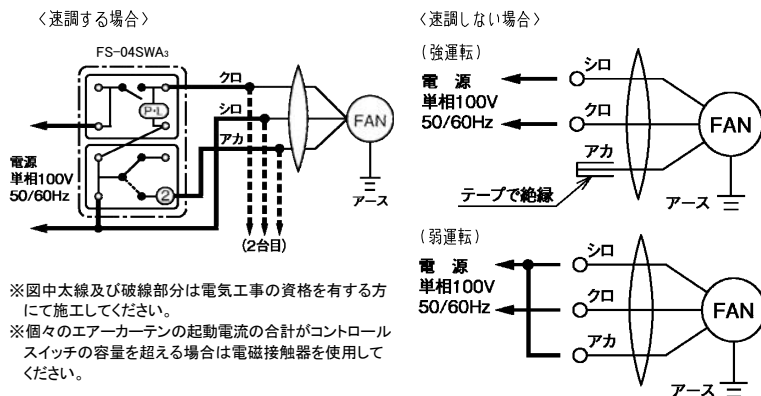 〈速調する場合〉
FS-04SWA₃
P・L
2
電源
単相100V
50/60Hz
クロ
シロ
アカ
FAN
アース
(2台目)
※図中太線及び破線部分は電気工事の資格を有する方
にて施工してください。
※個々のエアーカーテンの起動電流の合計がコントロール
スイッチの容量を超える場合は電磁接触器を使用して
ください。
〈速調しない場合〉
(強運転)
電 源
単相100V
50/60Hz
シロ
クロ
アカ
テープで絶縁
FAN
アース
(弱運転)
電 源
単相100V
50/60Hz
シロ
クロ
アカ
FAN
アース